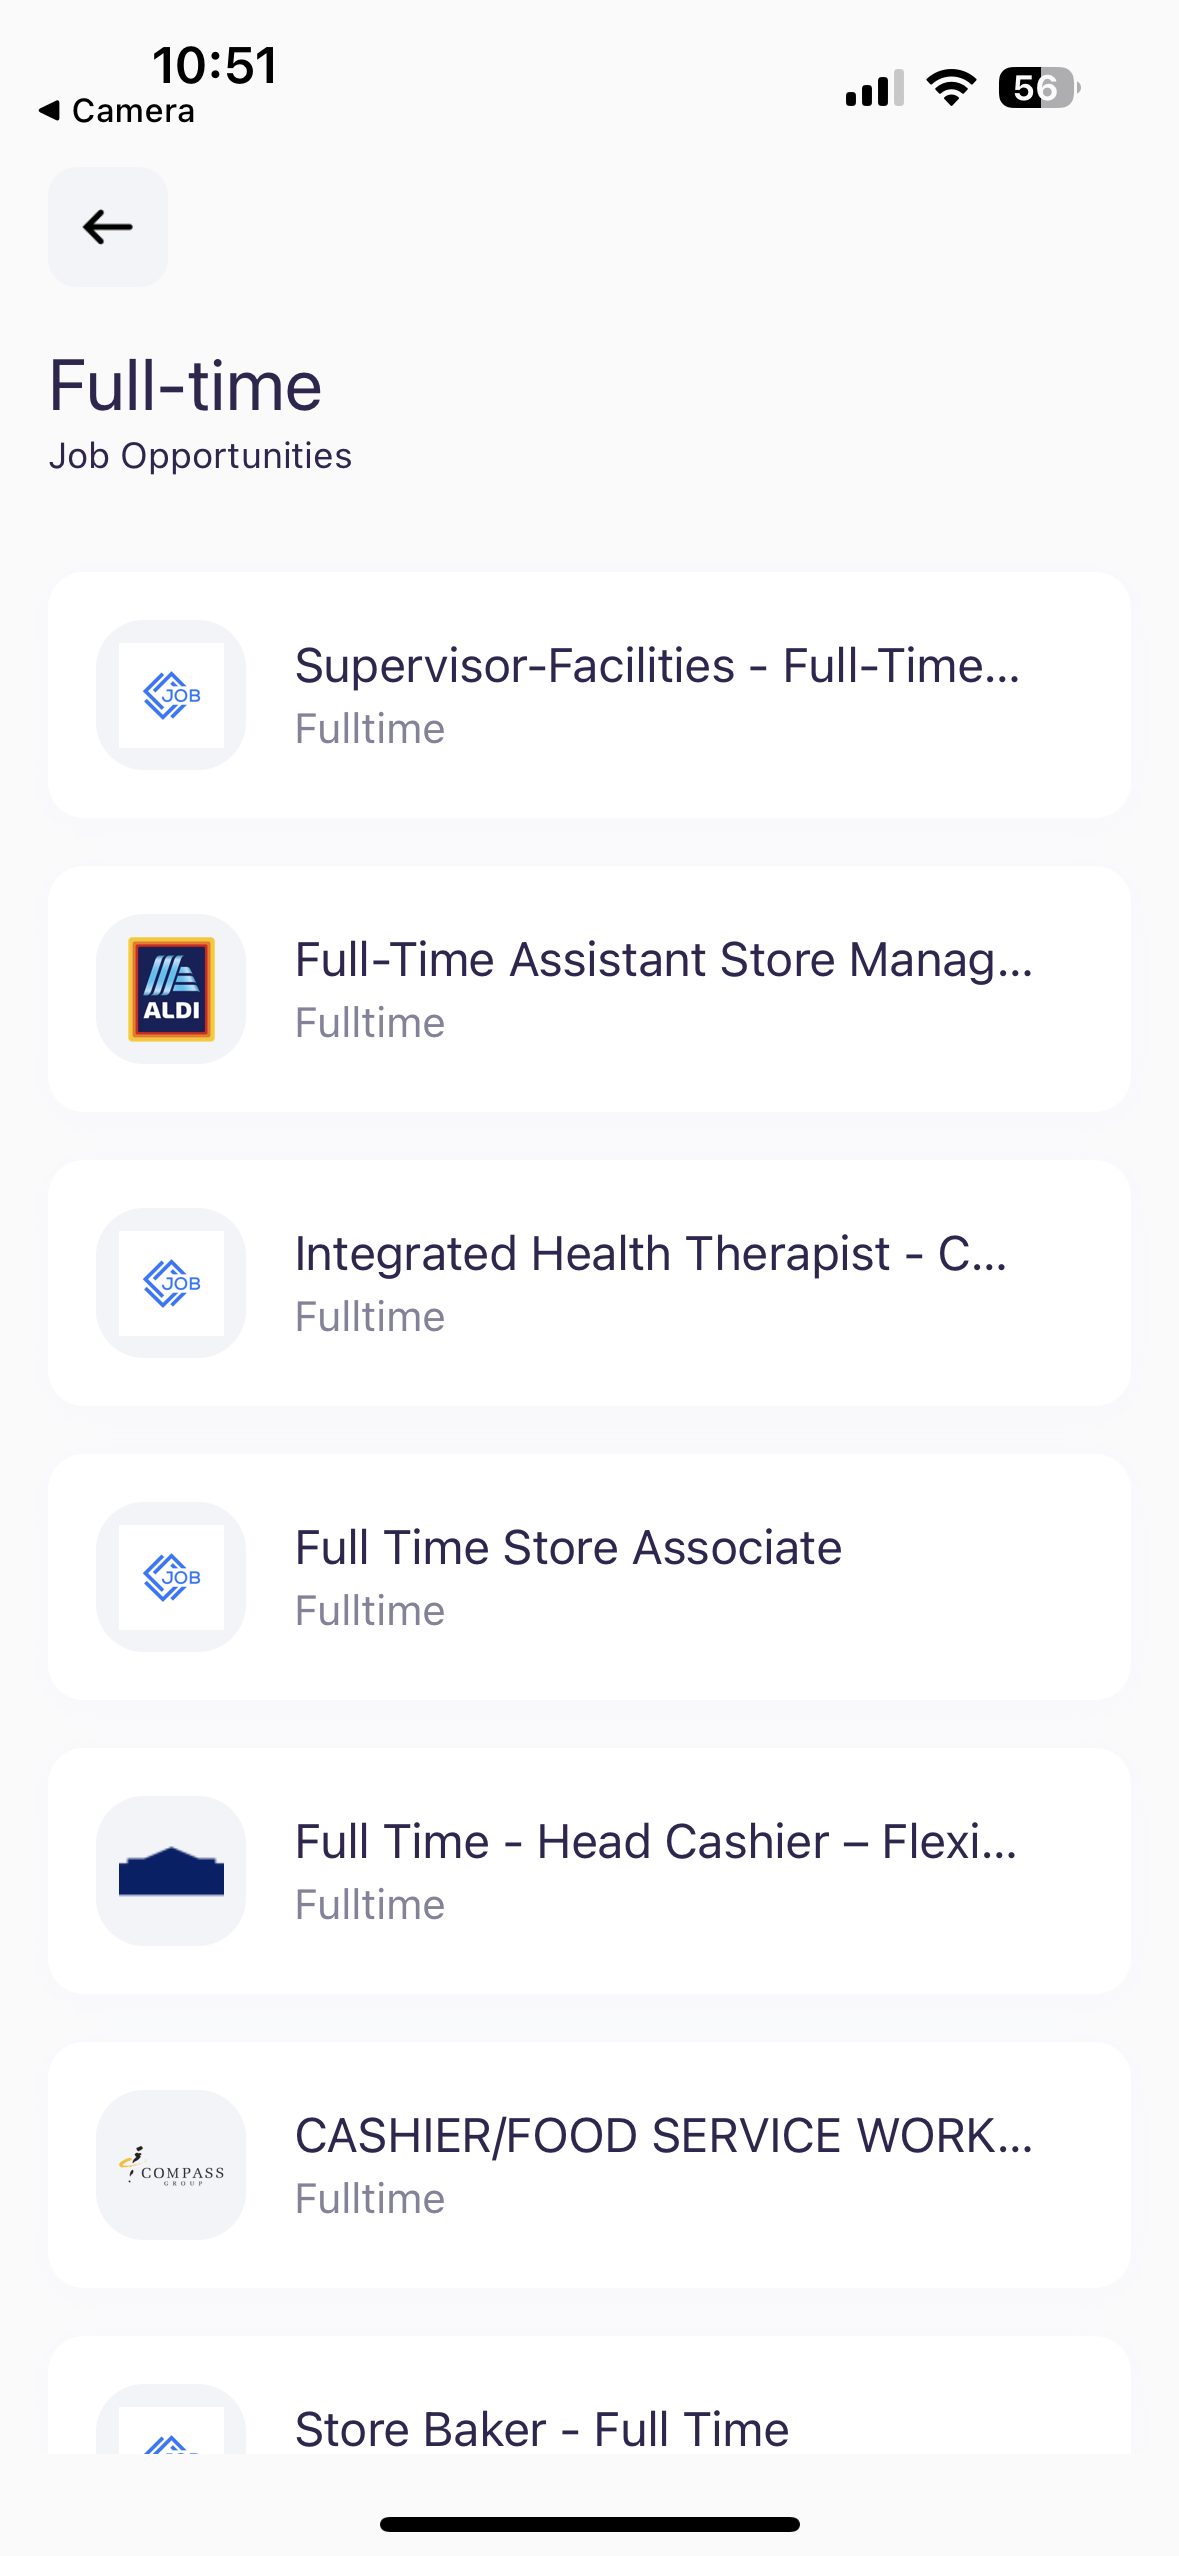 10:51
Camera
56
Full-time
Job Opportunities
JOB
Supervisor-Facilities - Full-Time...
Fulltime
ALDI
Full-Time Assistant Store Manag...
Fulltime
JOB
Integrated Health Therapist - C...
Fulltime
JOB
Full Time Store Associate
Fulltime
Full Time - Head Cashier – Flexi...
Fulltime
COMPASS
GROUP
CASHIER/FOOD SERVICE WORK...
Fulltime
Store Baker - Full Time